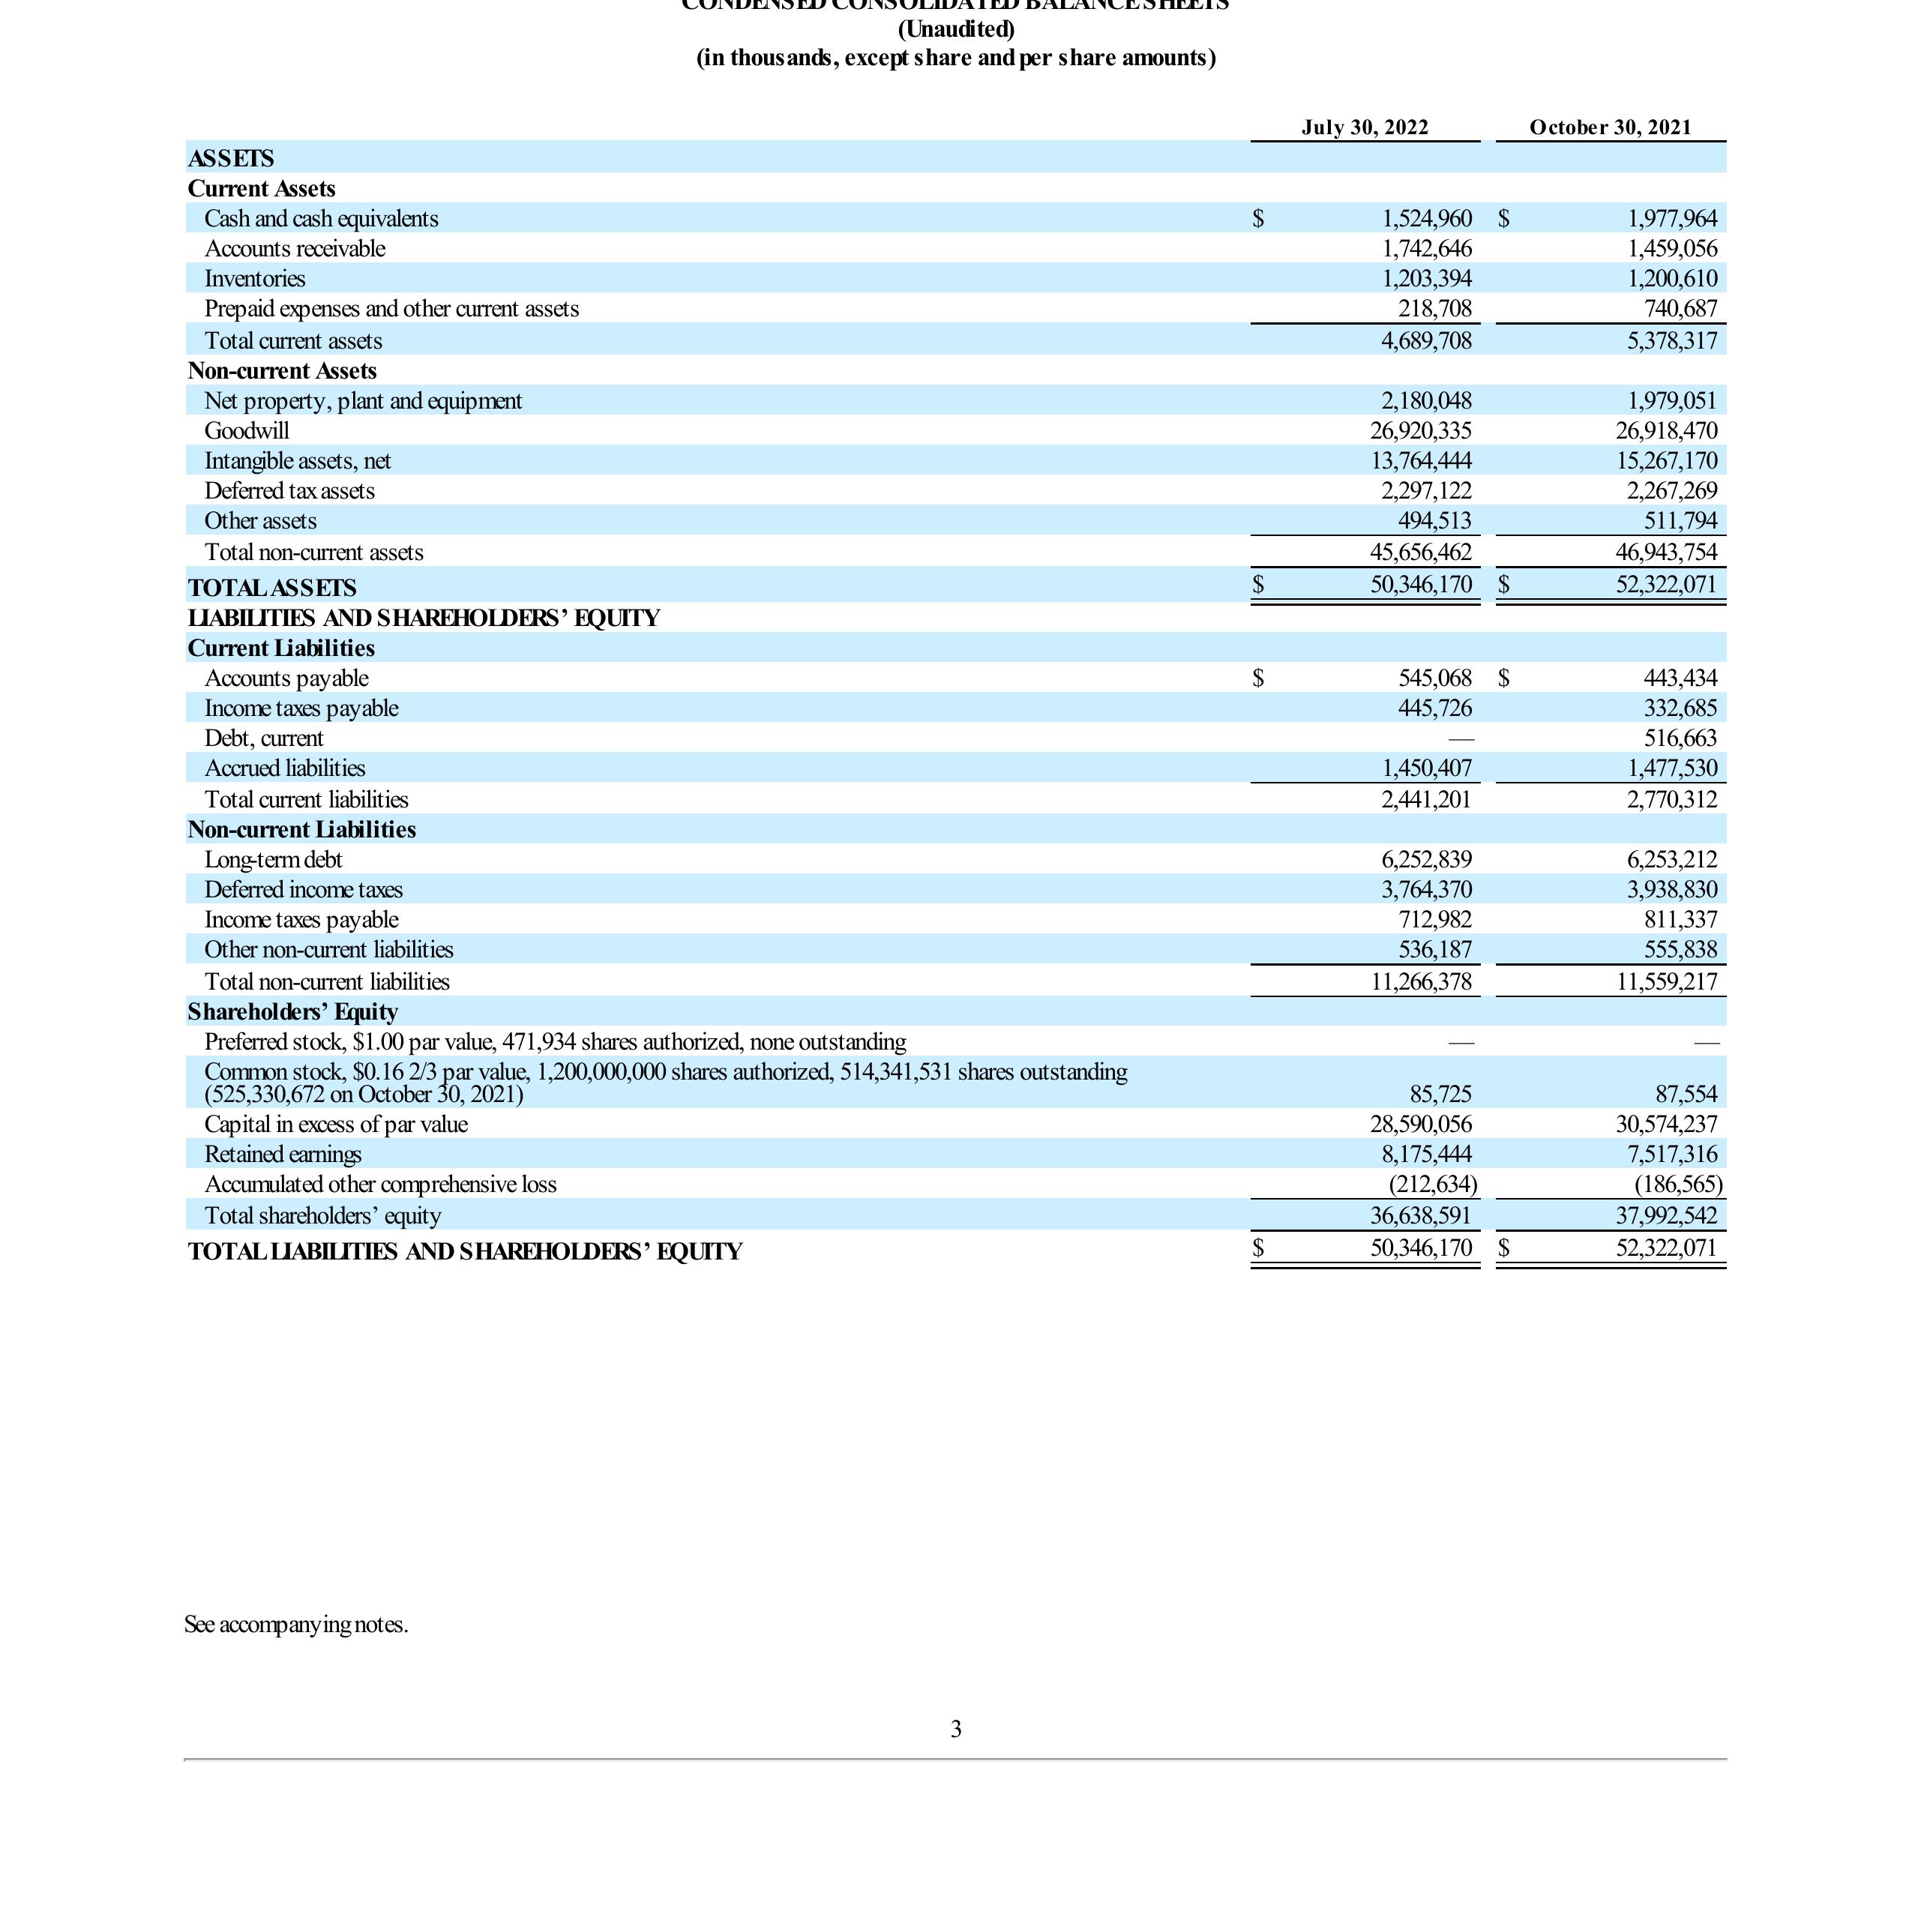 CONDENSED CONSOLIDATED BALANCE SHEETS
(Unaudited)
(in thousands, except share and per share amounts)
July 30, 2022 October 30, 2021
ASSETS
Current Assets
Cash and cash equivalents $ 1,524,960 $ 1,977,964
Accounts receivable 1,742,646 1,459,056
Inventories 1,203,394 1,200,610
Prepaid expenses and other current assets 218,708 740,687
Total current assets 4,689,708 5,378,317
Non-current Assets
Net property, plant and equipment 2,180,048 1,979,051
Goodwill 26,920,335 26,918,470
Intangible assets, net 13,764,444 15,267,170
Deferred tax assets 2,297,122 2,267,269
Other assets 494,513 511,794
Total non-current assets 45,656,462 46,943,754
TOTAL ASSETS $ 50,346,170 $ 52,322,071
LIABILITIES AND SHAREHOLDERS’ EQUITY
Current Liabilities
Accounts payable $ 545,068 $ 443,434
Income taxes payable 445,726 332,685
Debt, current — 516,663
Accrued liabilities 1,450,407 1,477,530
Total current liabilities 2,441,201 2,770,312
Non-current Liabilities
Long-term debt 6,252,839 6,253,212
Deferred income taxes 3,764,370 3,938,830
Income taxes payable 712,982 811,337
Other non-current liabilities 536,187 555,838
Total non-current liabilities 11,266,378 11,559,217
Shareholders’ Equity
Preferred stock, $1.00 par value, 471,934 shares authorized, none outstanding — —
Common stock, $0.16 2/3 par value, 1,200,000,000 shares authorized, 514,341,531 shares outstanding
(525,330,672 on October 30, 2021) 85,725 87,554
Capital in excess of par value 28,590,056 30,574,237
Retained earnings 8,175,444 7,517,316
Accumulated other comprehensive loss (212,634) (186,565)
Total shareholders’ equity 36,638,591 37,992,542
TOTAL LIABILITIES AND SHAREHOLDERS’ EQUITY $ 50,346,170 $ 52,322,071
See accompanying notes.
3